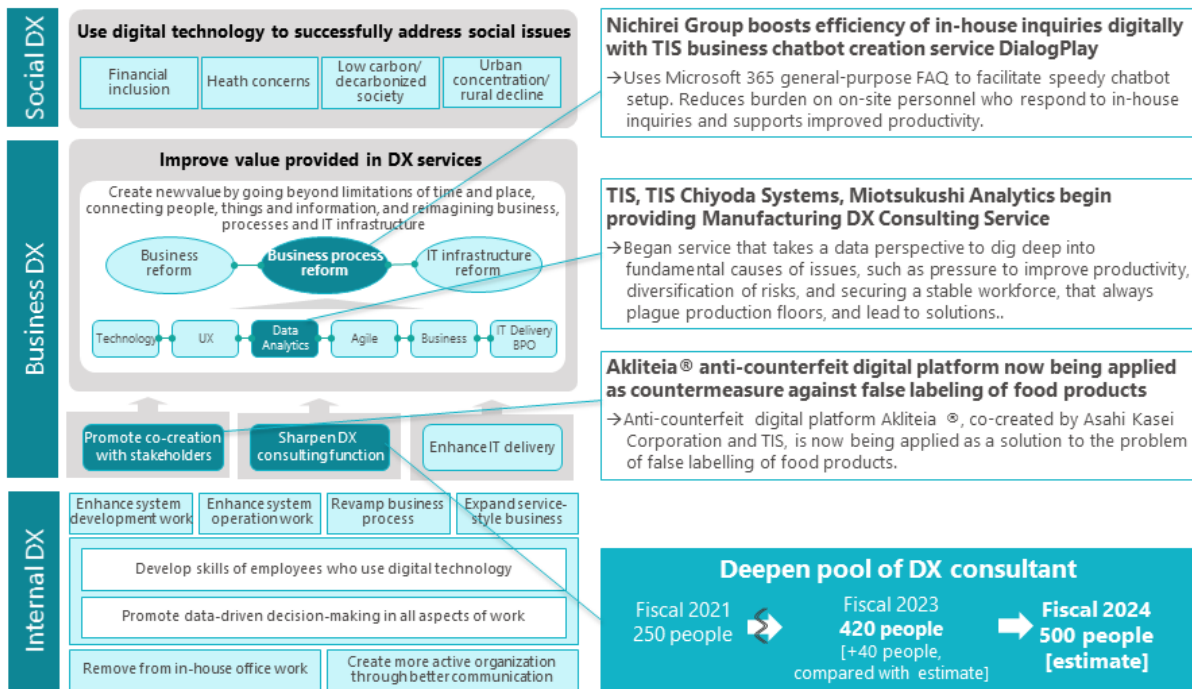 Social DX
Use digital technology to successfully address social issues
Financial
inclusion
Heath concerns
Low carbon/
decarbonized
society
Urban
concentration/
rural decline
Business DX
Improve value provided in DX services
Create newvalue by going beyond limitations of time and place,
connecting people, things and information, and reimagining business,
processes and IT infrastructure
Business
reform
Business process
reform
IT infrastructure
reform
Technology
UX
Data
Analytics
Agile
Business
IT Delivery
BPO
Promote co-creation
with stakeholders
Sharpen DX
consulting function
Enhance IT delivery
Internal DX
Enhance system
development work
Enhance system
operation work
Revamp business
process
Expand service-
style business
Develop skills of employees who use digital technology
Promote data-driven decision-making in all aspects of work
Remove from in-house office work
Create more active organization
through better communication
Nichirei Group boosts efficiency of in-house inquiries digitally
with TIS business chatbot creation service DialogPlay
→Uses Microsoft 365 general-purpose FAQ to facilitate speedy chatbot
setup. Reduces burden on on-site personnel who respond to in-house
inquiries and supports improved productivity.
TIS, TIS Chiyoda Systems, Miotsukushi Analytics begin
providing Manufacturing DX Consulting Service
→Began service that takes a data perspective to dig deep into
fundamental causes of issues, such as pressure to improve productivity,
diversification of risks, and securing a stable workforce, that always
plague production floors, and lead to solutions..
Akliteia® anti-counterfeit digital platform now being applied
as countermeasure against false labeling of food products
→Anti-counterfeit digital platform Akliteia ®, co-created by Asahi Kasei
Corporation and TIS, is now being applied as a solution to the problem
of false labelling of food products.
Deepen pool of DX consultant
Fiscal 2021
250 people
Fiscal 2023
420 people
[+40 people,
compared with estimate]
Fiscal 2024
500 people
[estimate]